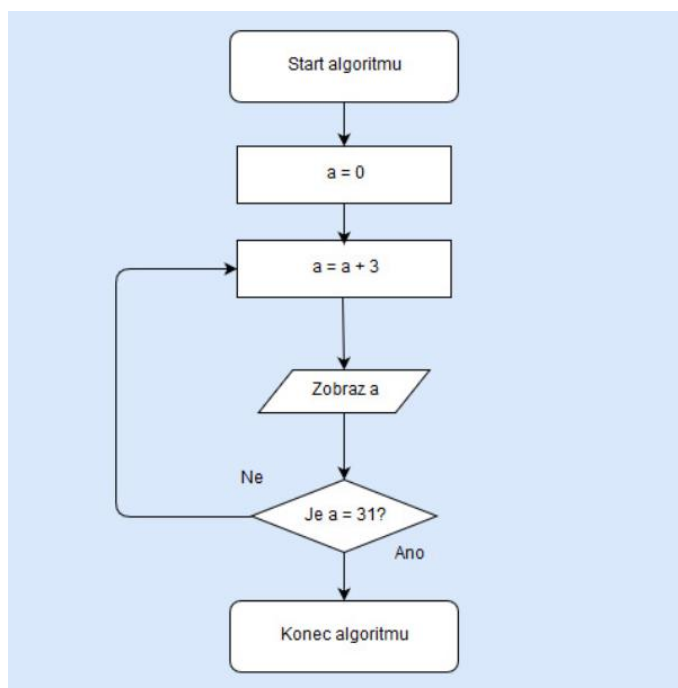 Start algoritmu
a = 0
a = a + 3
Zobraz a
Ne
Je a = 31?
Ano
Konec algoritmu